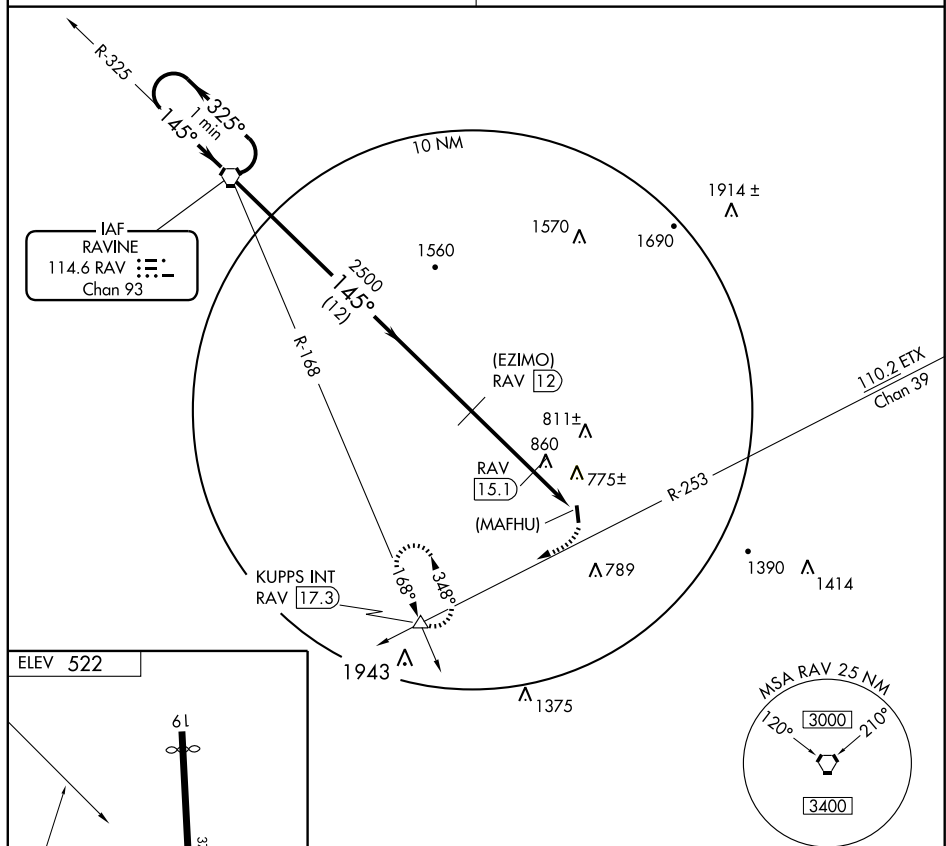 R-325
325°
1 min
145°
10 NM
1914 ±
1570
1690
1560
IAF
RAVINE
114.6 RAV
Chan 93
2500
145°
(12)
R-168
(EZIMO)
RAV 12
110.2 ETX
Chan 39
811±
860
775±
RAV
15.1
R-253
(MAFHU)
KUPPS INT
RAV 17.3
168°
348°
789
1390
1414
1943
1375
ELEV 522
19
MSA RAV 25 NM
120°
3000
210°
3400